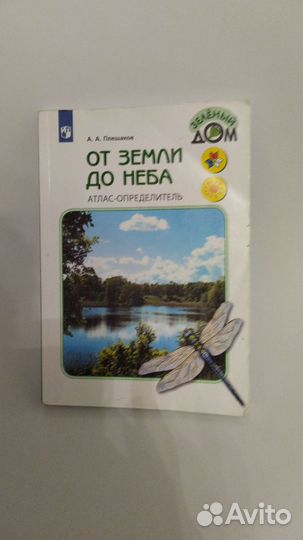 ЗЕЛЁНЫЙ
ДОМ
А. А. Плешаков
ОТ ЗЕМЛИ
ДО НЕБА
АТЛАС-ОПРЕДЕЛИТЕЛЬ
Avito